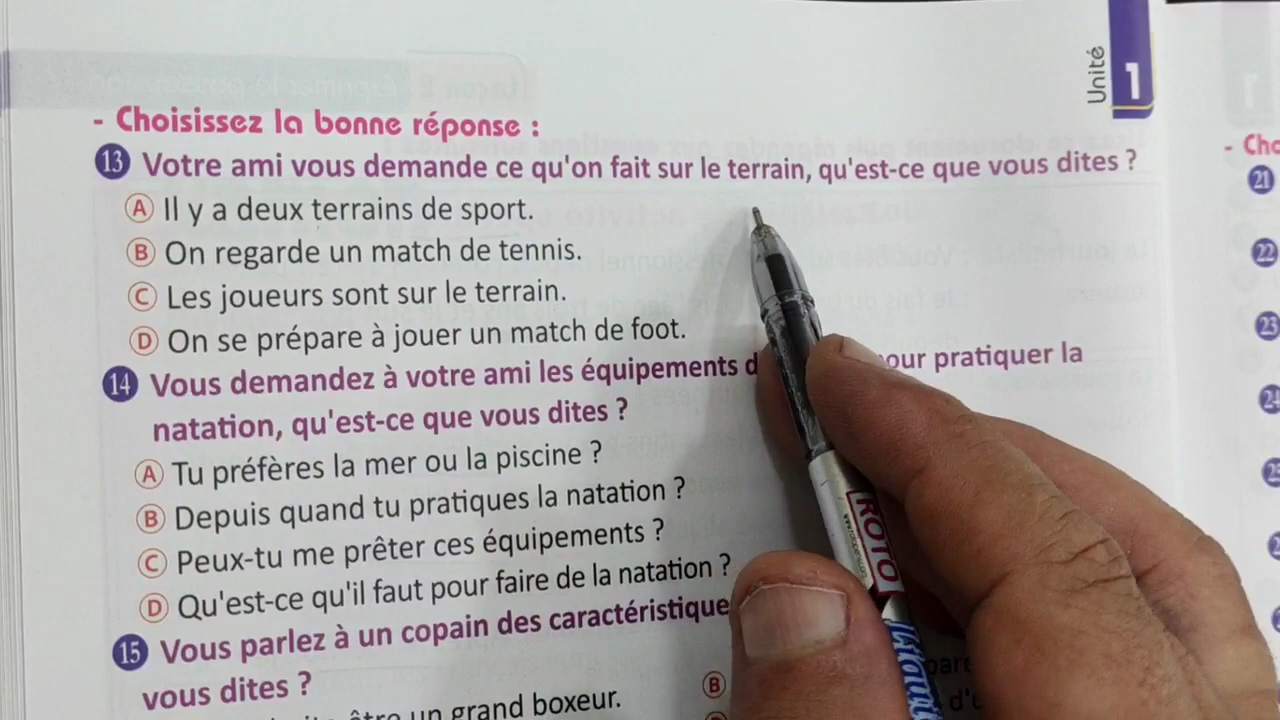 Unité 1
- Choisissez la bonne réponse :
13 Votre ami vous demande ce qu'on fait sur le terrain, qu'est-ce que vous dites ?
A Il y a deux terrains de sport.
B On regarde un match de tennis.
C Les joueurs sont sur le terrain.
D On se prépare à jouer un match de foot.
14 Vous demandez à votre ami les équipements pour pratiquer la
natation, qu'est-ce que vous dites ?
A Tu préfères la mer ou la piscine ?
B Depuis quand tu pratiques la natation ?
C Peux-tu me prêter ces équipements ?
D Qu'est-ce qu'il faut pour faire de la natation ?
15 Vous parlez à un copain des caractéristique
vous dites ?
être un grand boxeur.
B
21
22
23
24
ROTO